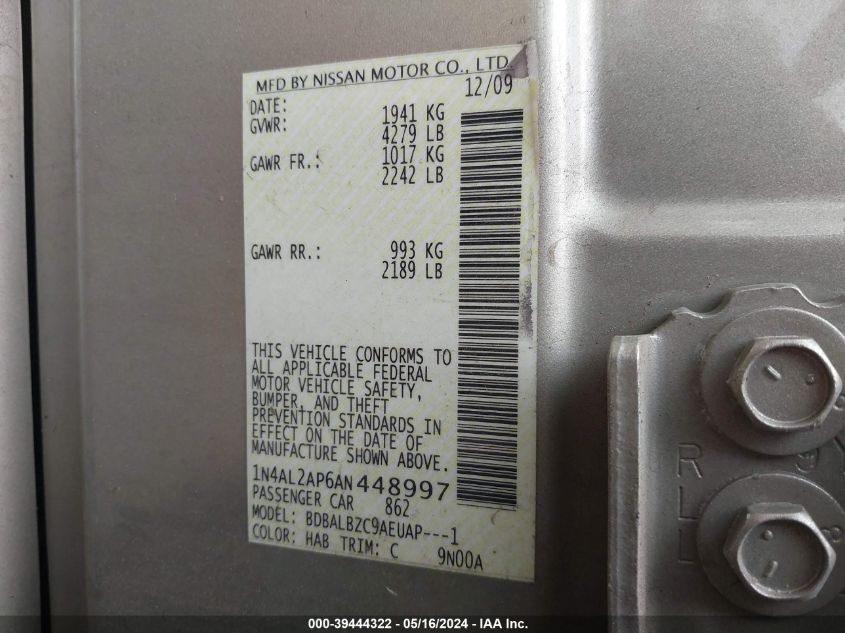 MFD BY NISSAN MOTOR CO., LTD.
DATE: 12/09
GVWR: 1941 KG
4279 LB
GAWR FR.: 1017 KG
2242 LB
GAWR RR.: 993 KG
2189 LB
THIS VEHICLE CONFORMS TO
ALL APPLICABLE FEDERAL
MOTOR VEHICLE SAFETY,
BUMPER, AND THEFT
PREVENTION STANDARDS IN
EFFECT ON THE DATE OF
MANUFACTURE SHOWN ABOVE.
1N4AL2AP6AN448997
PASSENGER CAR 862
MODEL: BDBALBZC9AEUAP---1
COLOR: HAB TRIM: C 9N00A
000-39444322 - 05/16/2024 - IAA Inc.